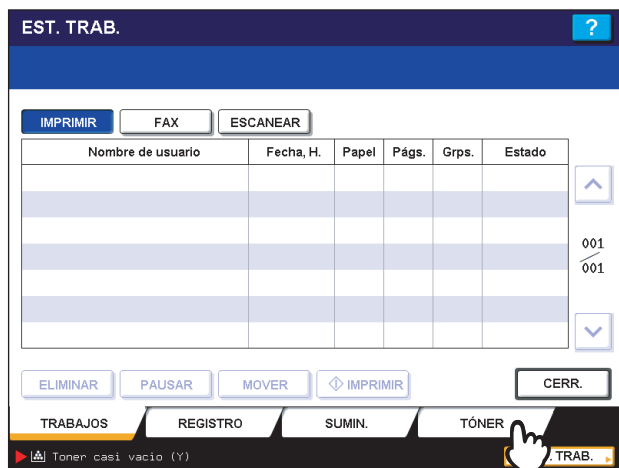 EST. TRAB.
?
IMPRIMIR FAX ESCANEAR
Nombre de usuario Fecha, H. Papel Págs. Grps. Estado
001
001
ELIMINAR PAUSAR MOVER IMPRIMIR CERR.
TRABAJOS REGISTRO SUMIN. TÓNER
Toner casi vacio (Y) TRAB.